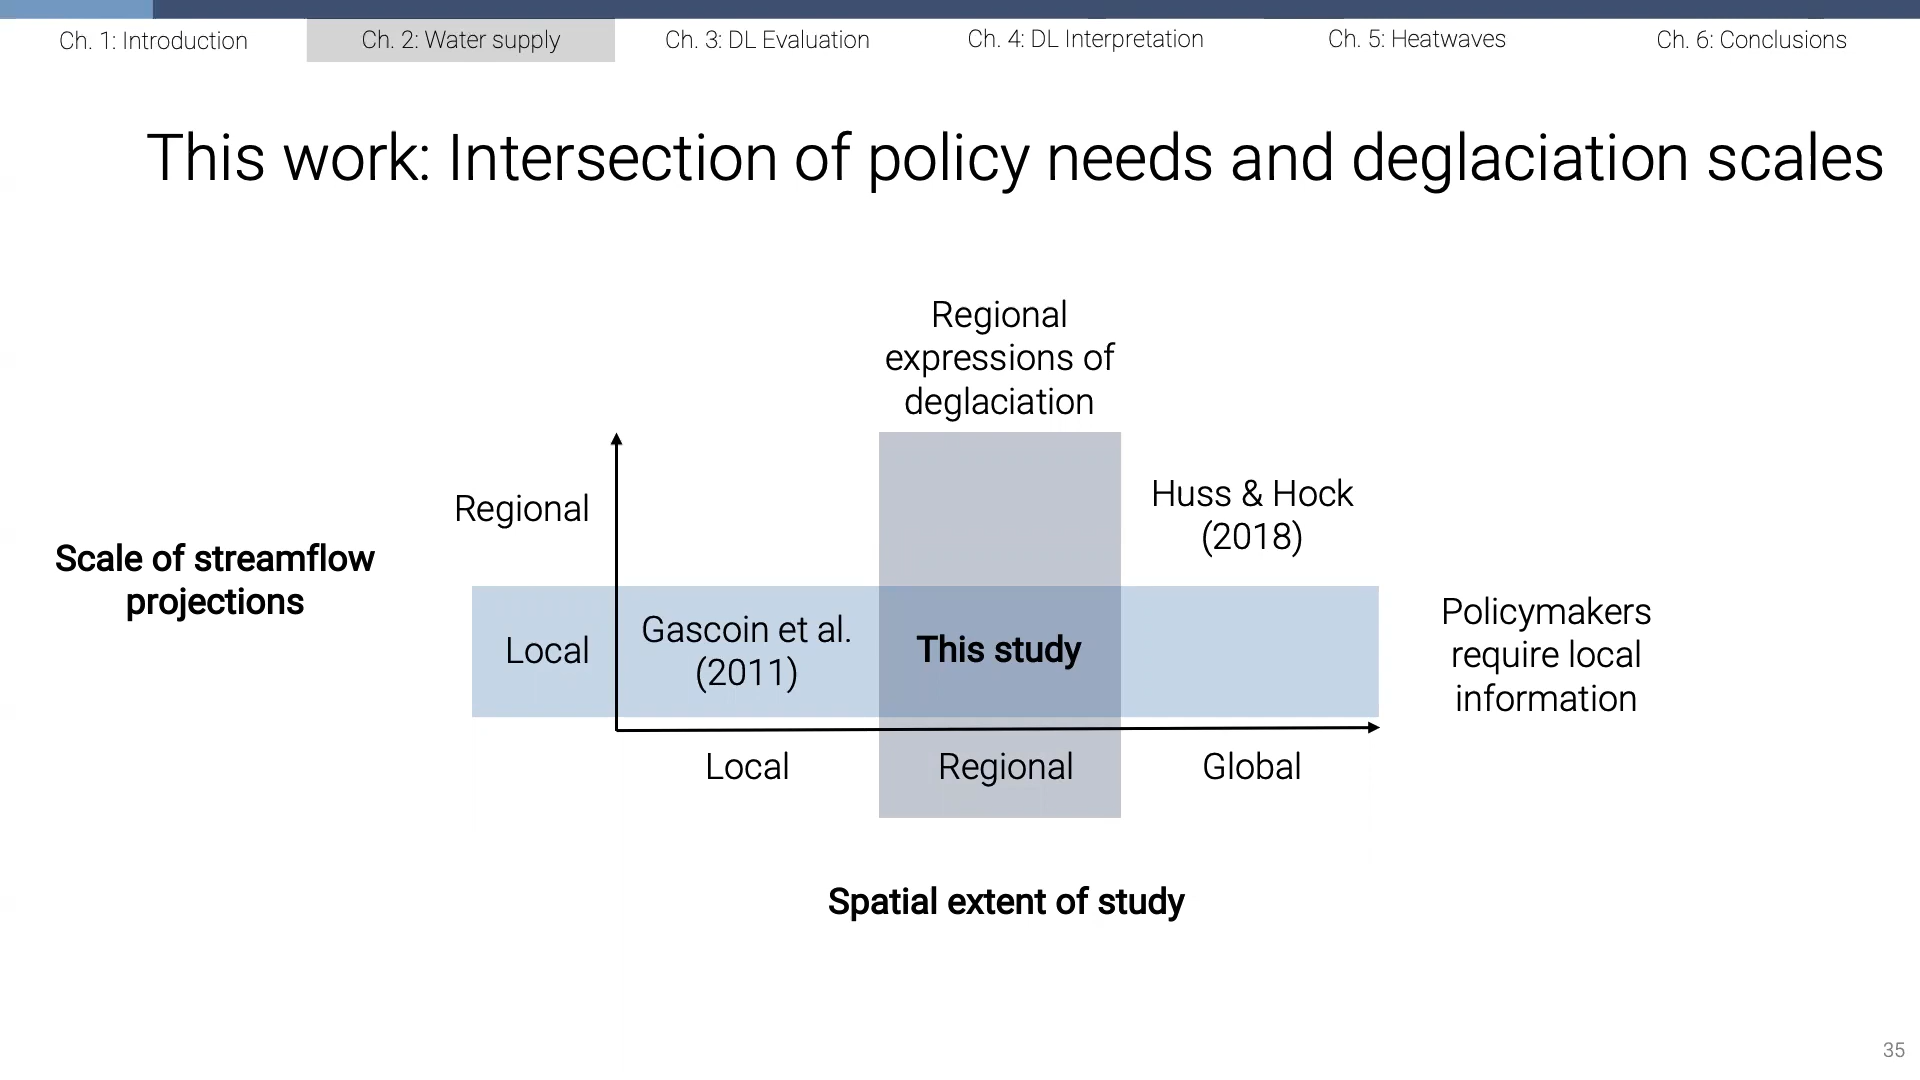 Ch. 1: Introduction
Ch. 2: Water supply
Ch. 3: DL Evaluation
Ch. 4: DL Interpretation
Ch. 5: Heatwaves
Ch. 6: Conclusions
This work: Intersection of policy needs and deglaciation scales
Regional
expressions of
deglaciation
Regional
Huss & Hock
(2018)
Scale of streamflow
projections
Local
Gascoin et al.
(2011)
This study
Policymakers
require local
information
Local
Regional
Global
Spatial extent of study
35